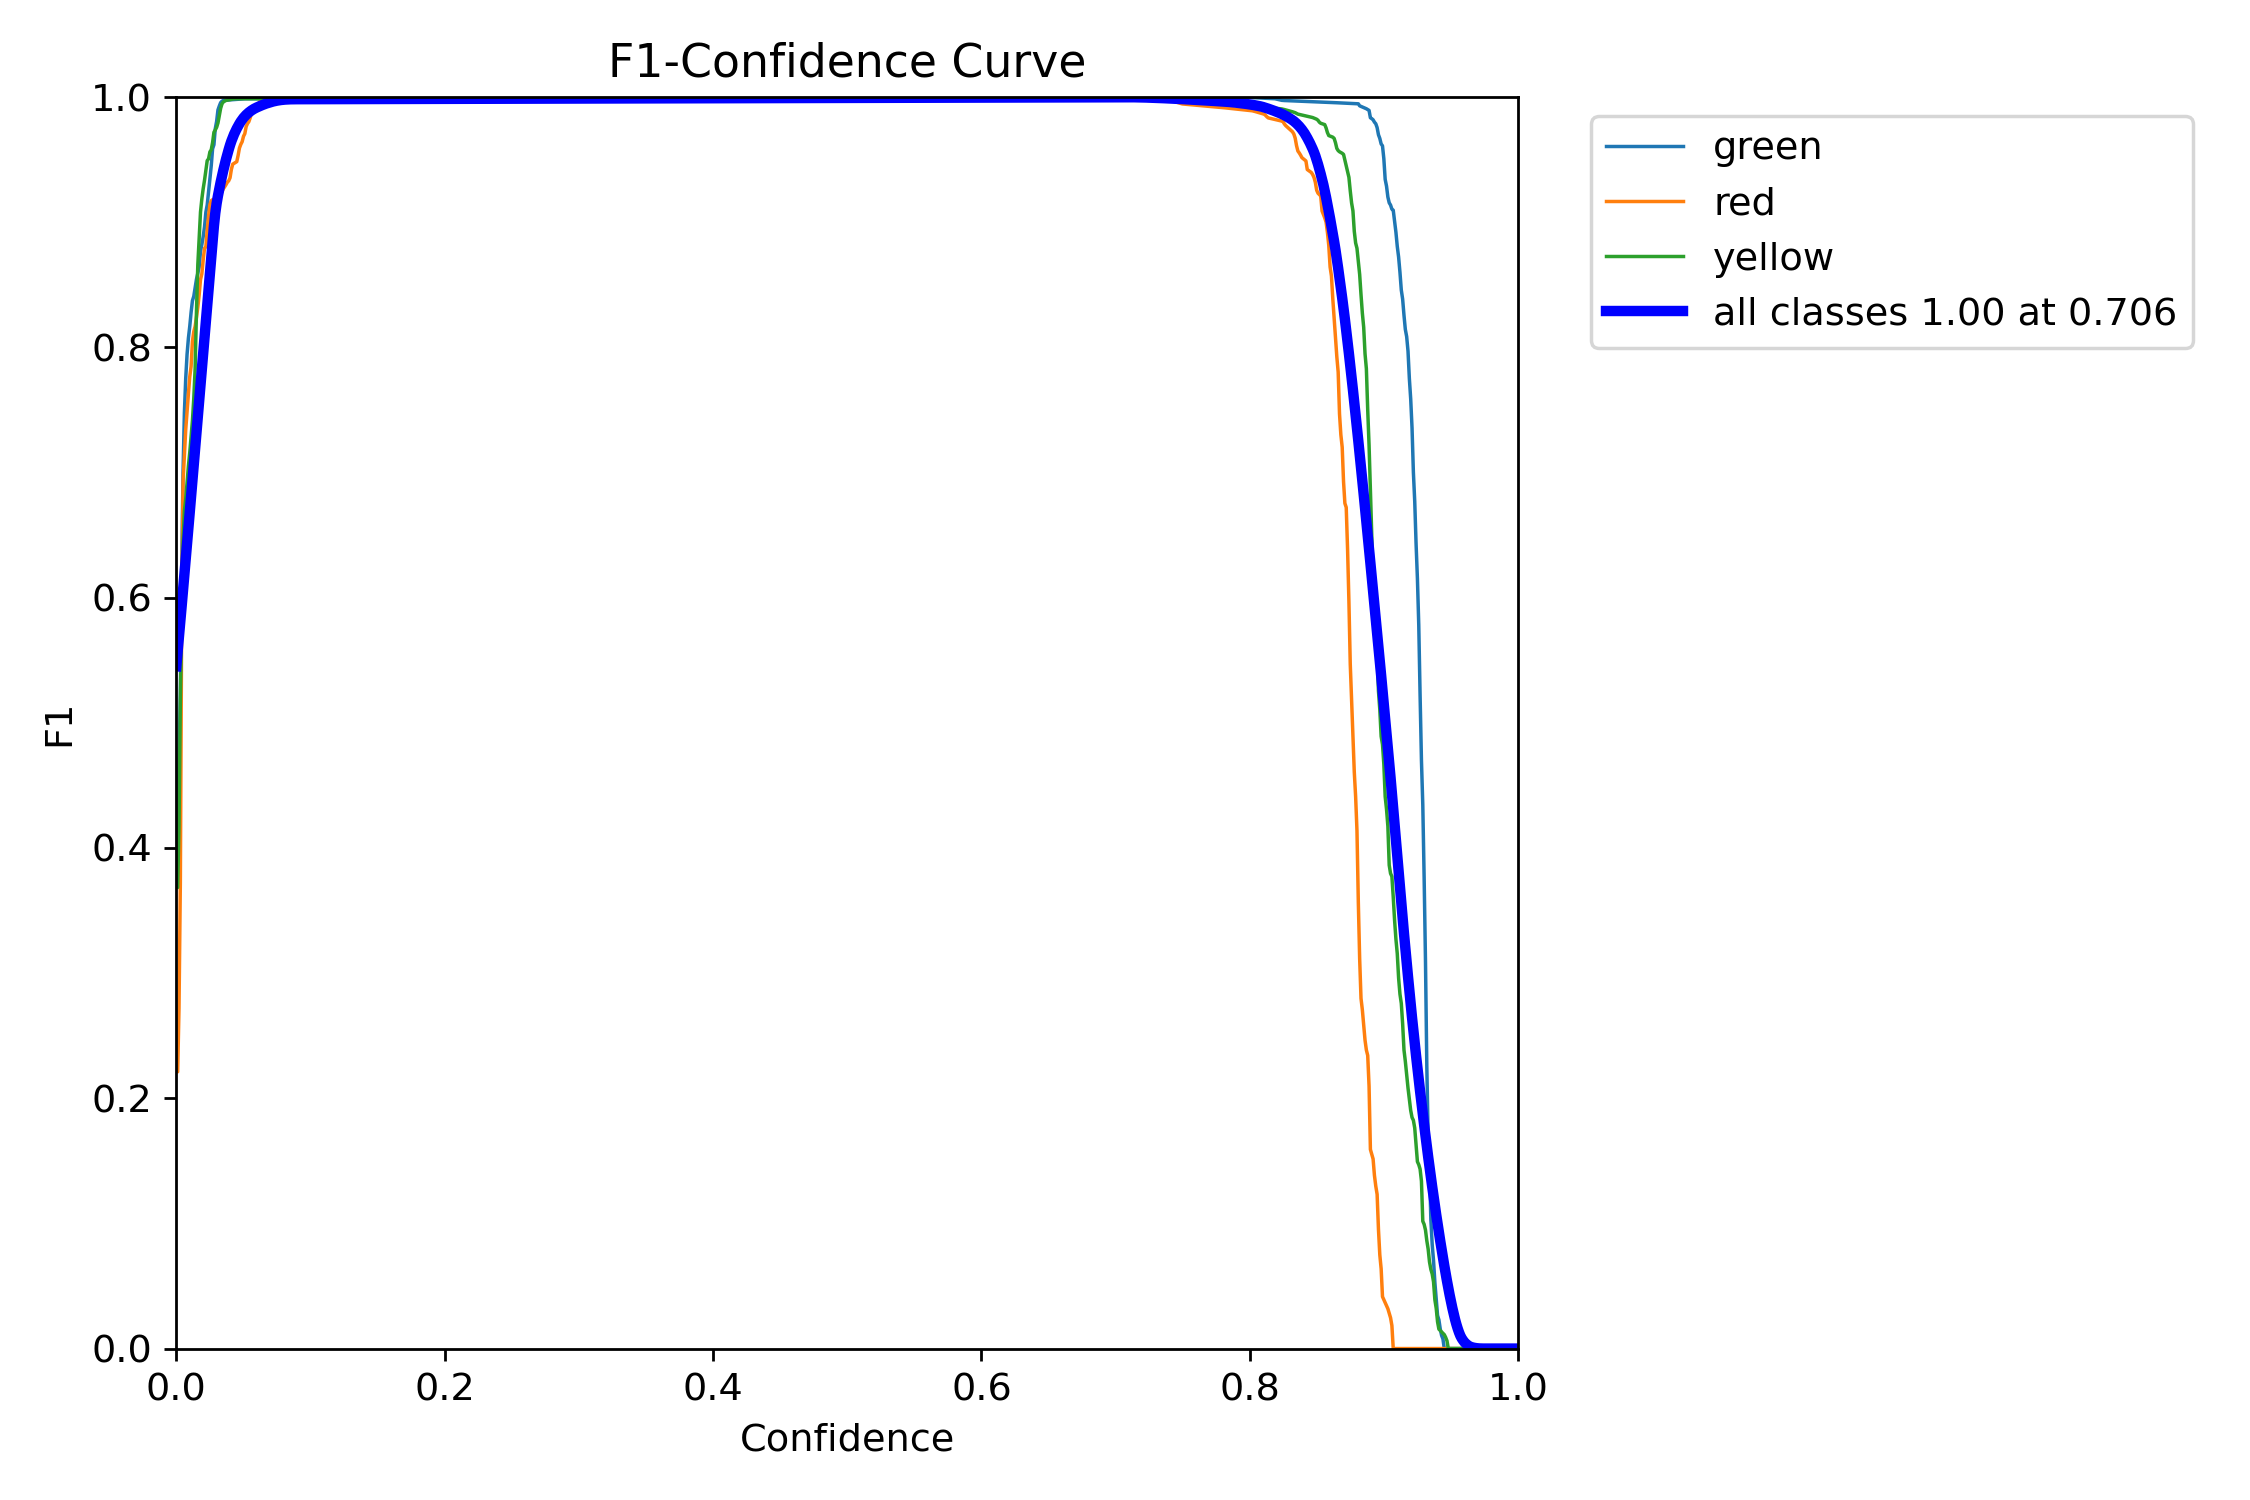 F1-Confidence Curve
1.0
0.8
0.6
0.4
0.2
0.0
F1
0.0 0.2 0.4 0.6 0.8 1.0
Confidence
green
red
yellow
all classes 1.00 at 0.706